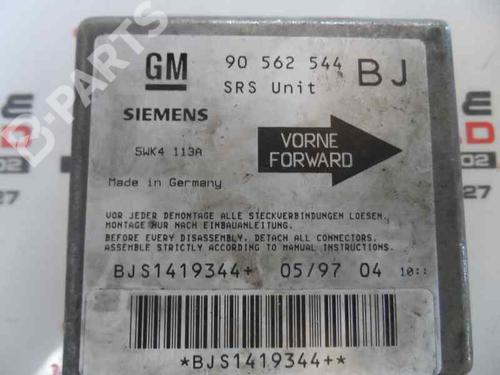 GM
90 562 544 BJ
SRS Unit
SIEMENS
5WK4 113A
VORNE
FORWARD
Made in Germany
VOR JEDER DEMONTAGE ALLE STECKVERBINDUNGEN LOESEN.
MONTAGE NUR NACH EINBAUANLEITUNG.
BEFORE EVERY DISASSEMBLY, DETACH ALL CONNECTORS.
ASSEMBLE STRICTLY ACCORDING TO MANUAL INSTRUCTIONS.
BJS1419344+ 05/97 04 10::
*BJS1419344+*
B-PARTS